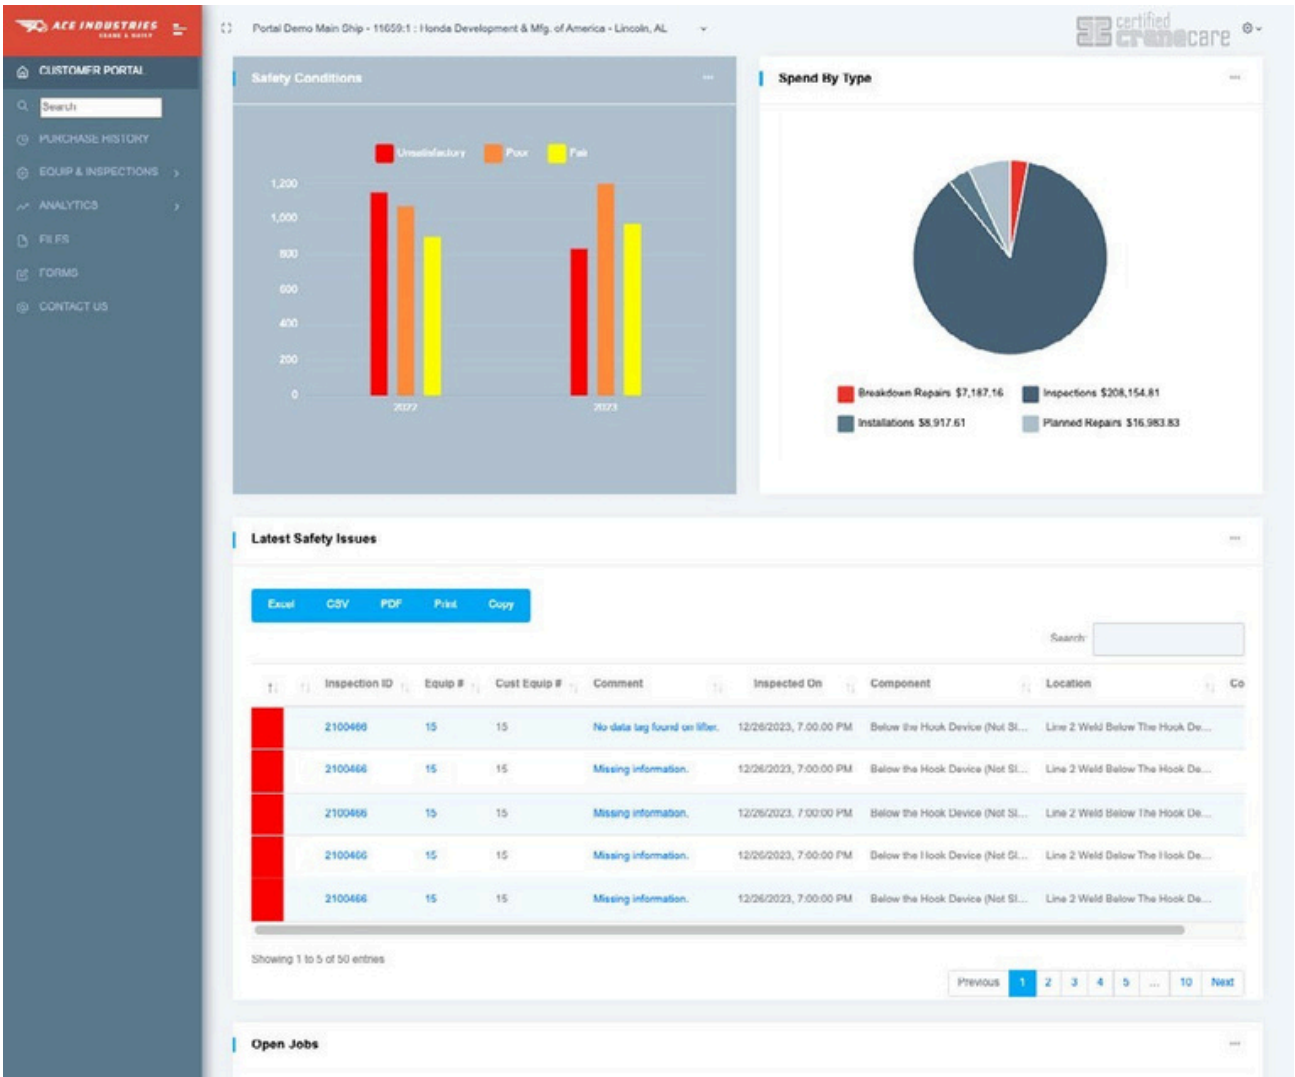 ACE INDUSTRIES
CRANE & HOIST
Portal Demo Main Ship - 11659:1 : Honda Development & Mfg. of America - Lincoln, AL
certified
cranecare
CUSTOMER PORTAL
Search
PURCHASE HISTORY
EQUIP & INSPECTIONS
ANALYTICS
FILES
FORMS
CONTACT US
Safety Conditions
Unsatisfactory Poor Fair
1,200
1,000
800
600
400
200
0
2022 2023
Spend By Type
Breakdown Repairs $7,187.16 Inspections $208,154.81
Installations $8,917.61 Planned Repairs $16,983.83
Latest Safety Issues
Excel CSV PDF Print Copy
Search:
Inspection ID Equip # Cust Equip # Comment Inspected On Component Location Co
2100466 15 15 No data tag found on lifter. 12/26/2023, 7:00:00 PM Below the Hook Device (Not Sl... Line 2 Weld Below The Hook De...
2100466 15 15 Missing information. 12/26/2023, 7:00:00 PM Below the Hook Device (Not Sl... Line 2 Weld Below The Hook De...
2100466 15 15 Missing information. 12/26/2023, 7:00:00 PM Below the Hook Device (Not Sl... Line 2 Weld Below The Hook De...
2100466 15 15 Missing information. 12/26/2023, 7:00:00 PM Below the Hook Device (Not Sl... Line 2 Weld Below The Hook De...
2100466 15 15 Missing information. 12/26/2023, 7:00:00 PM Below the Hook Device (Not Sl... Line 2 Weld Below The Hook De...
Showing 1 to 5 of 50 entries
Previous 1 2 3 4 5 ... 10 Next
Open Jobs